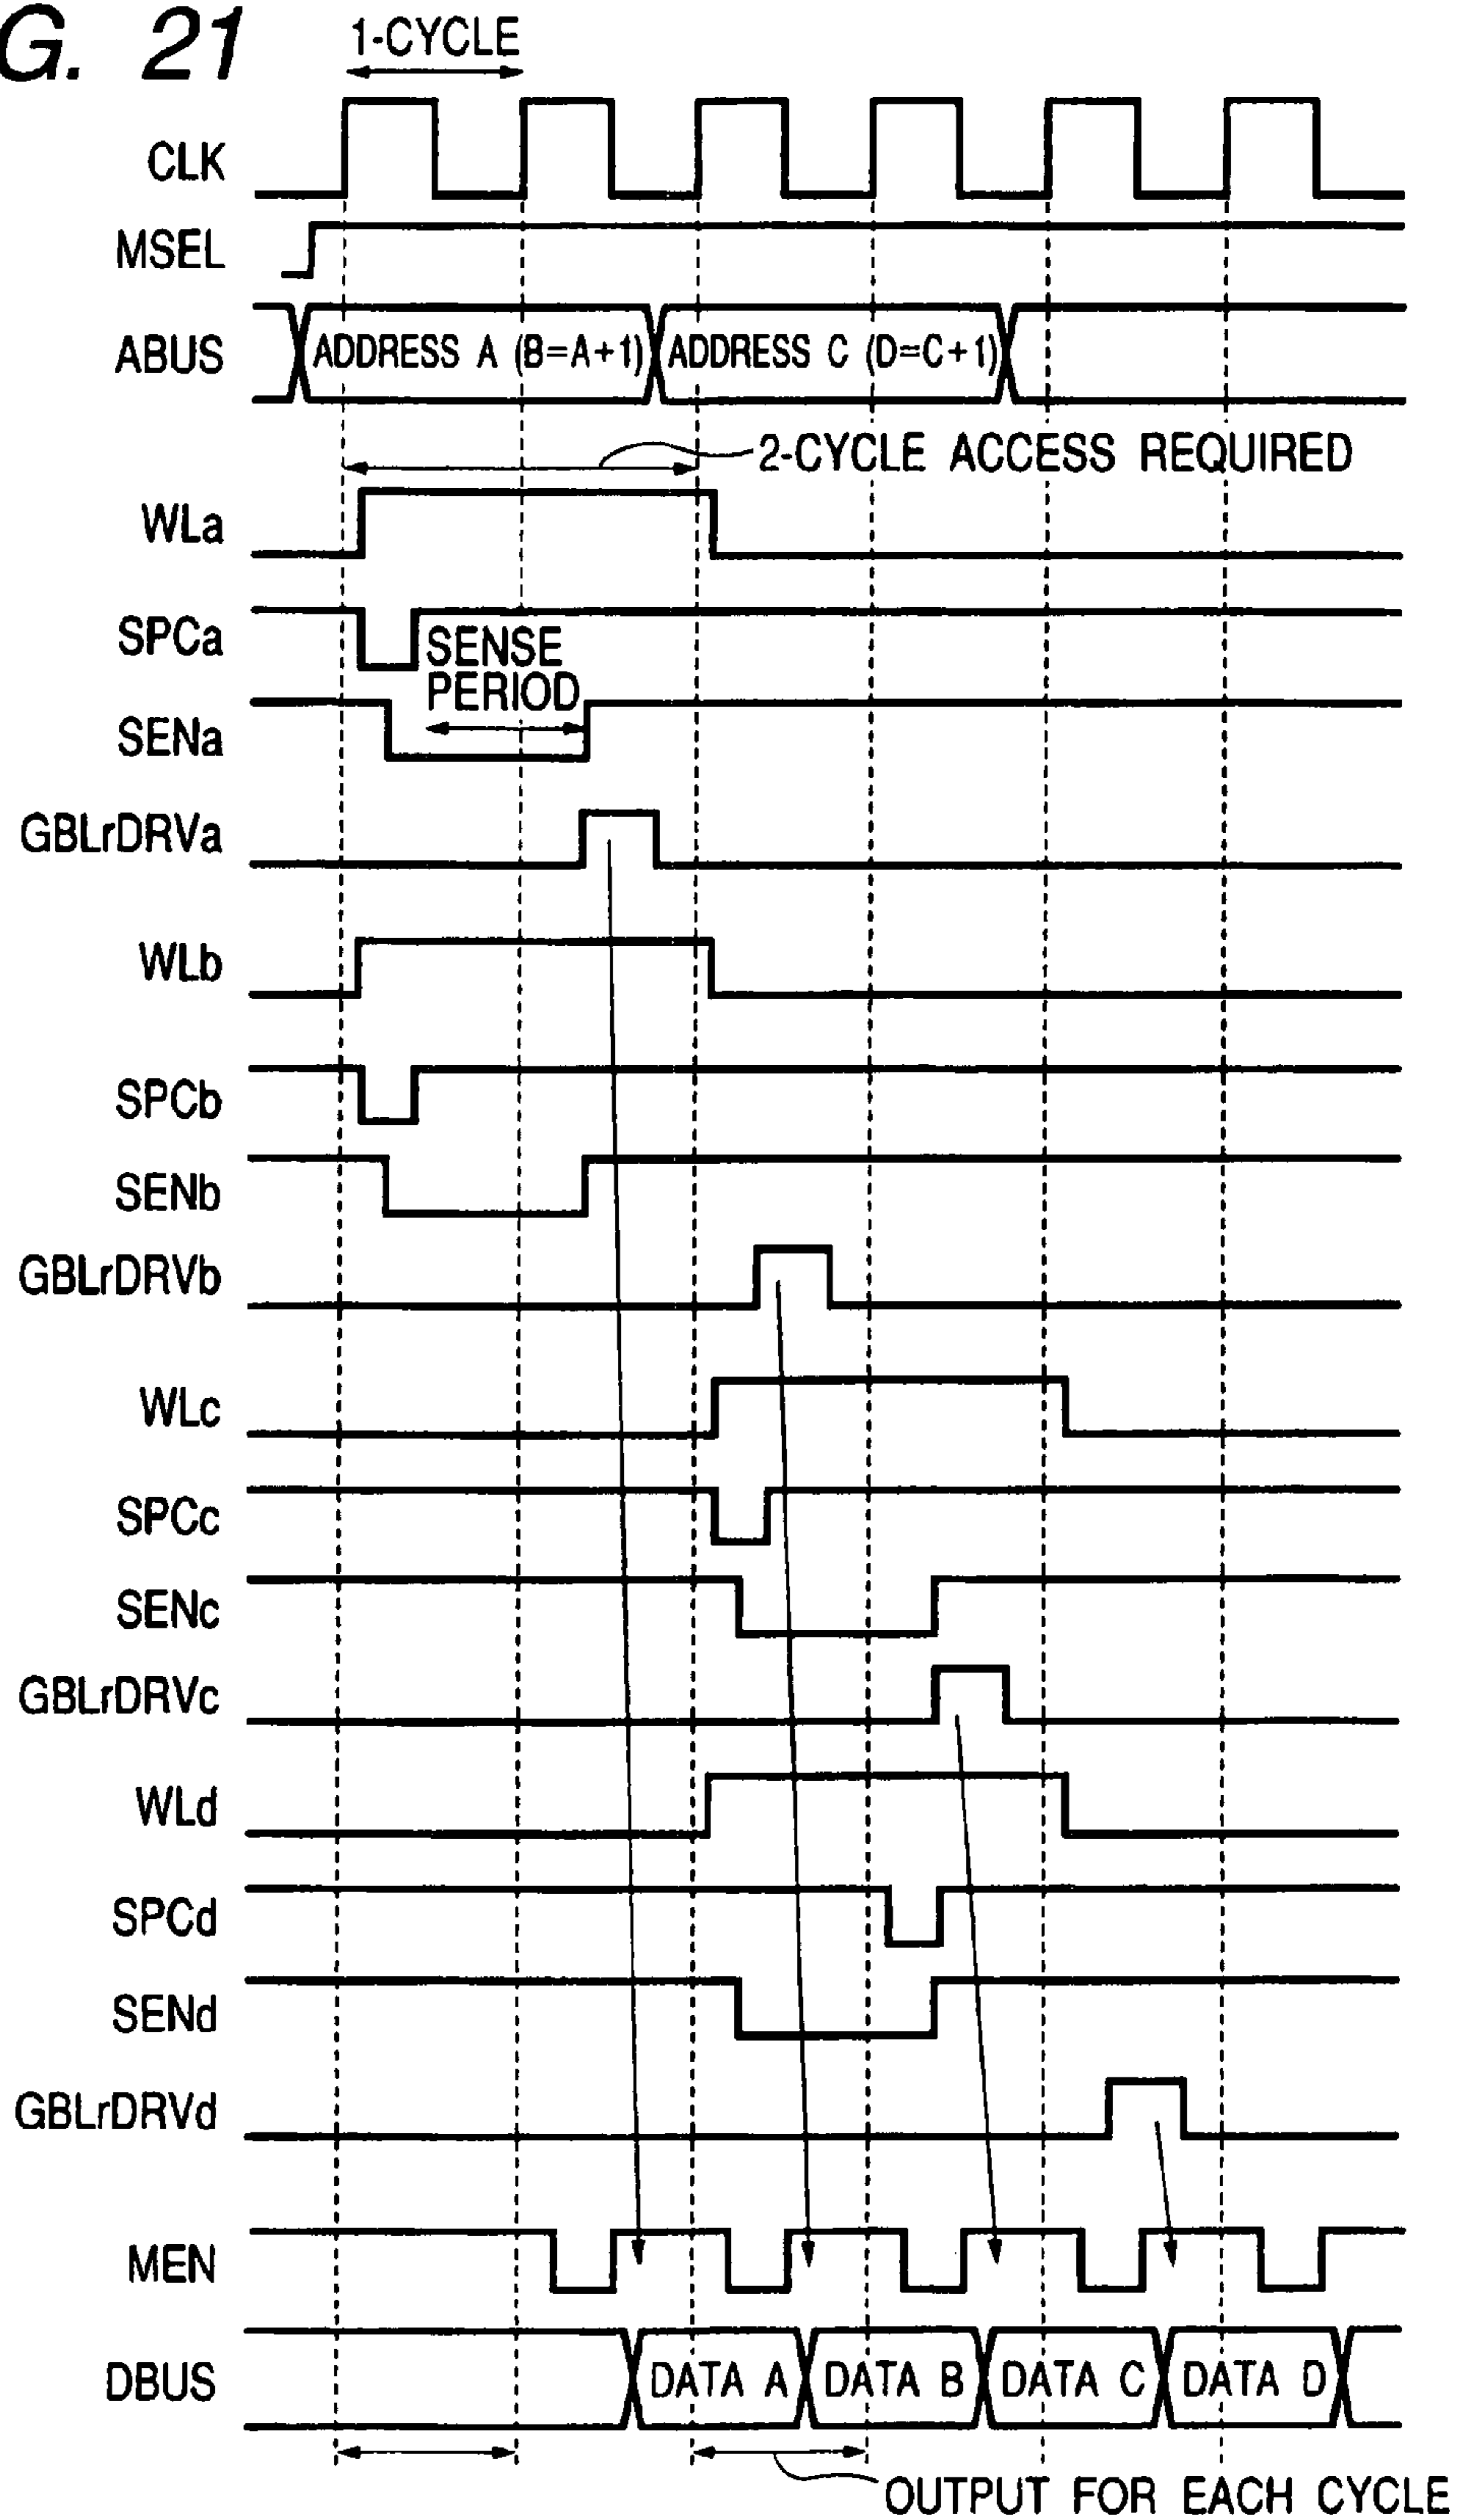 G. 21
1-CYCLE
CLK
MSEL
ABUS
ADDRESS A (B=A+1)
ADDRESS C (D=C+1)
2-CYCLE ACCESS REQUIRED
WLa
SPCa
SENSE
PERIOD
SENa
GBLrDRVa
WLb
SPCb
SENb
GBLrDRVb
WLc
SPCc
SENc
GBLrDRVc
WLd
SPCd
SENd
GBLrDRVd
MEN
DBUS
DATA A
DATA B
DATA C
DATA D
OUTPUT FOR EACH CYCLE